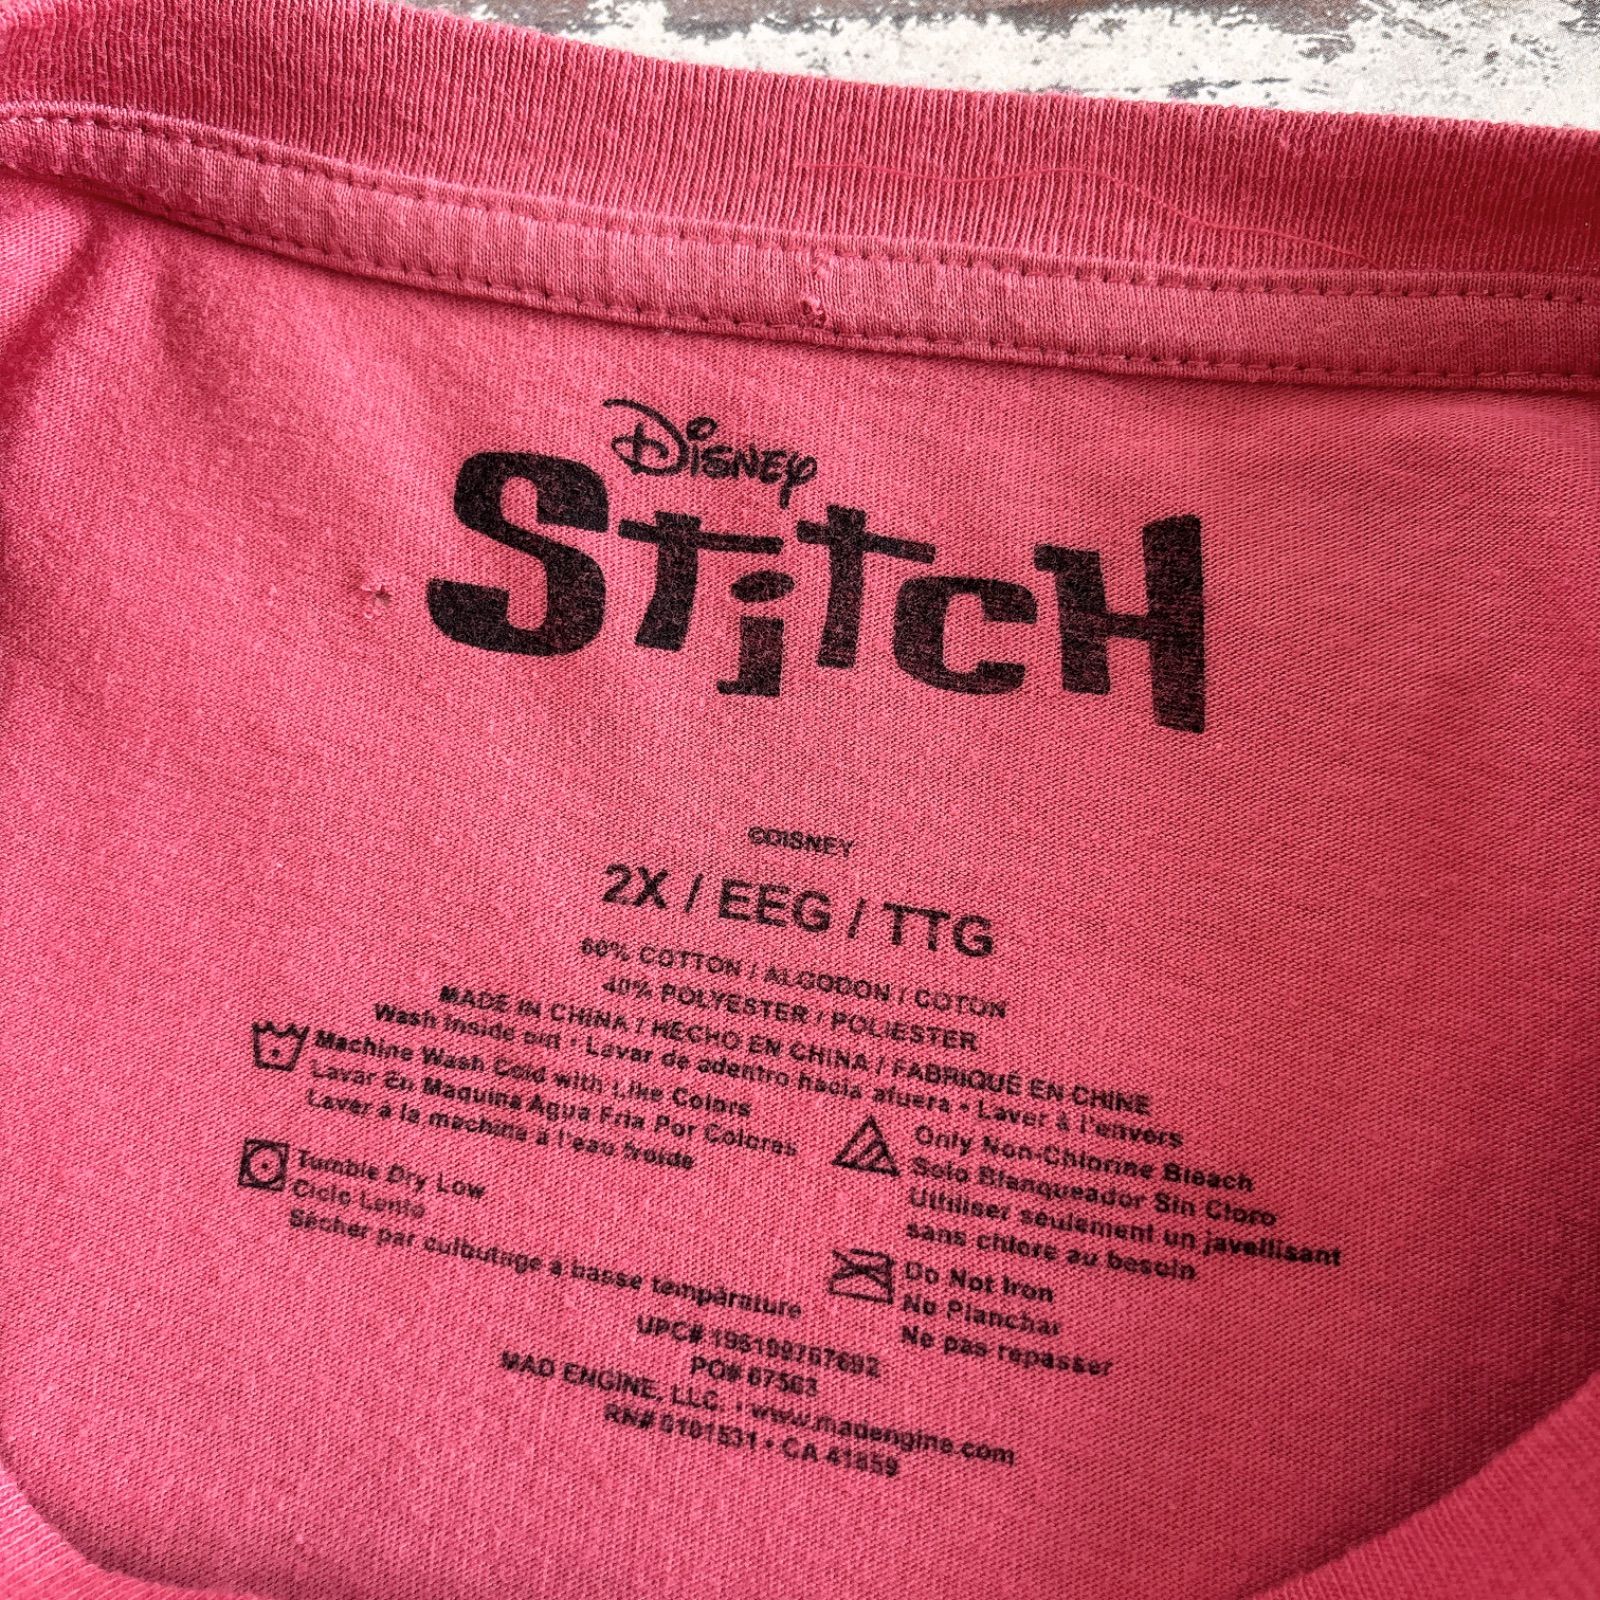 Disney
Stitch
©DISNEY
2X / EEG / TTG
60% COTTON / ALGODON / COTON
40% POLYESTER / POLIESTER
MADE IN CHINA / HECHO EN CHINA / FABRIQUÉ EN CHINE
Wash inside out • Lavar de adentro hacia afuera • Laver à l'envers
Machine Wash Cold with Like Colors
Lavar En Maquina Agua Fria Por Colores
Laver à la machine à l'eau froide
Only Non-Chlorine Bleach
Solo Blanqueador Sin Cloro
Utiliser seulement un javellisant
sans chlore au besoin
Tumble Dry Low
Ciclo Lento
Sécher par culbutage à basse température
Do Not Iron
No Planchar
Ne pas repasser
UPC#
PO# 67563
MAD ENGINE, LLC. • www.madengine.com
RN# 0101531 • CA 41859